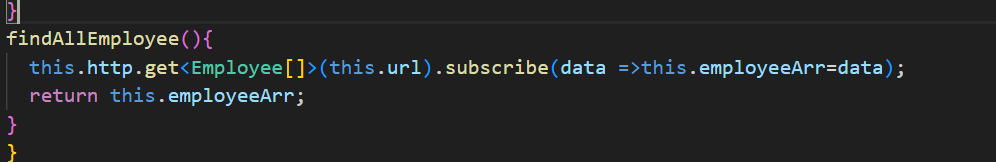 }
findAllEmployee(){
this.http.get<Employee[]>(this.url).subscribe(data =>this.employeeArr=data);
return this.employeeArr;
}
}